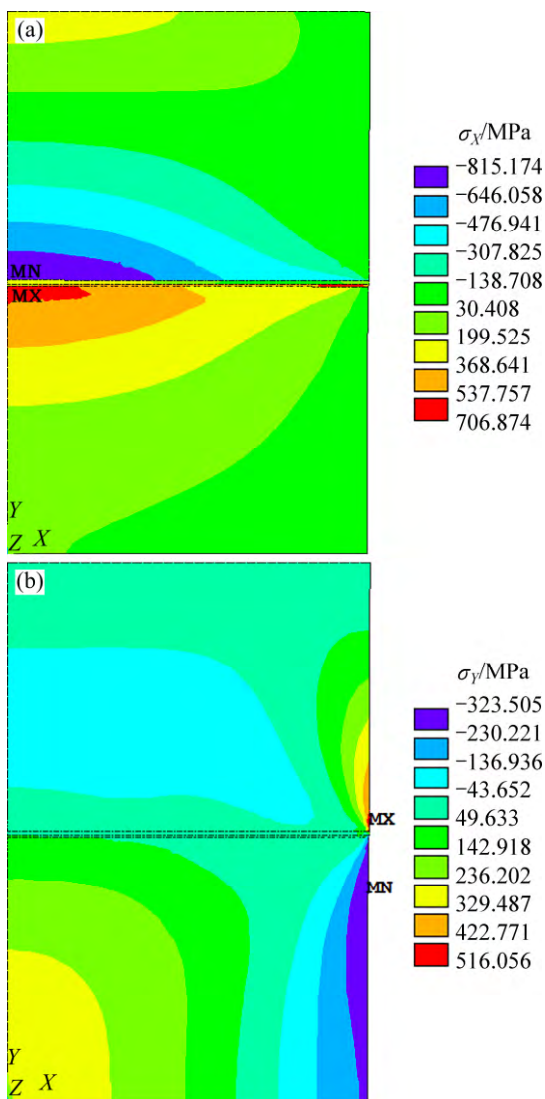 (a)
σX/MPa
−815.174
−646.058
−476.941
−307.825
−138.708
30.408
199.525
368.641
537.757
706.874
MN
MX
Y
Z X
(b)
σY/MPa
−323.505
−230.221
−136.936
−43.652
49.633
142.918
236.202
329.487
422.771
516.056
MX
MN
Y
Z X